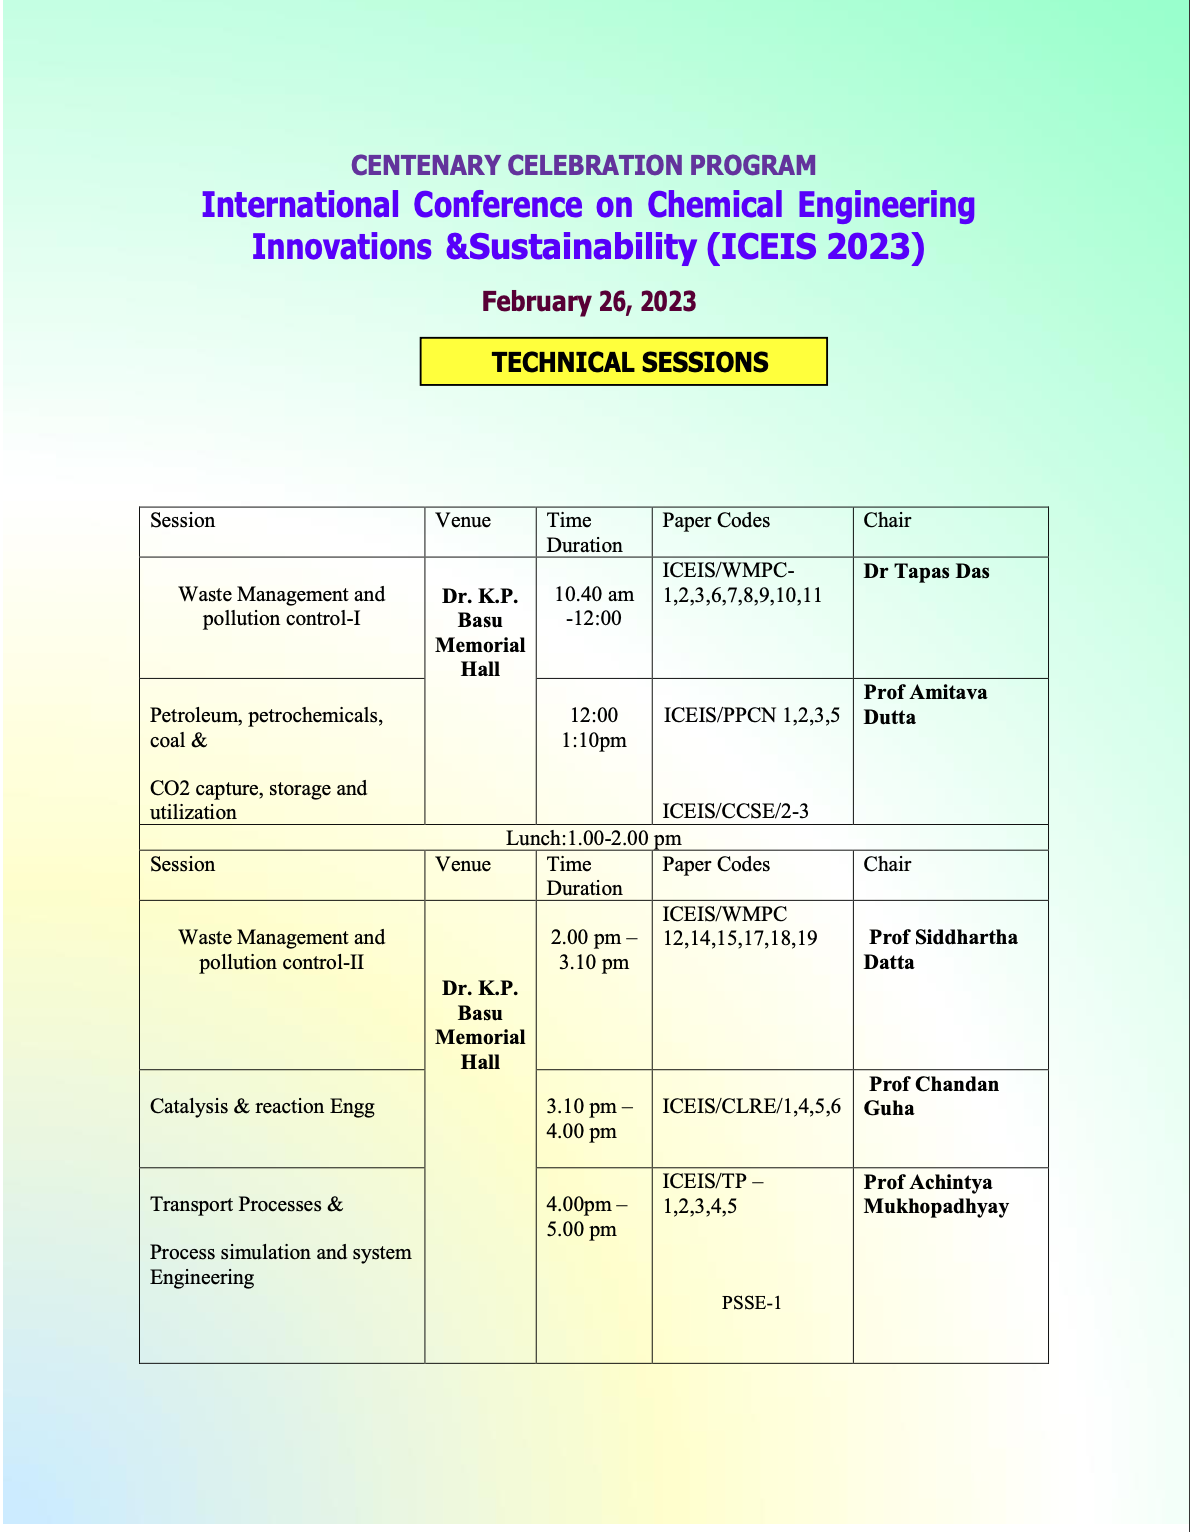 CENTENARY CELEBRATION PROGRAM
International Conference on Chemical Engineering
Innovations &Sustainability (ICEIS 2023)
February 26, 2023
TECHNICAL SESSIONS
Session
Venue
Time
Duration
Paper Codes
Chair
Waste Management and
pollution control-I
Dr. K.P.
Basu
Memorial
Hall
10.40 am
-12:00
ICEIS/WMPC-
1,2,3,6,7,8,9,10,11
Dr Tapas Das
Petroleum, petrochemicals,
coal &
CO2 capture, storage and
utilization
12:00
1:10pm
ICEIS/PPCN 1,2,3,5
ICEIS/CCSE/2-3
Prof Amitava
Dutta
Lunch:1.00-2.00 pm
Session
Venue
Time
Duration
Paper Codes
Chair
Waste Management and
pollution control-II
Dr. K.P.
Basu
Memorial
Hall
2.00 pm –
3.10 pm
ICEIS/WMPC
12,14,15,17,18,19
Prof Siddhartha
Datta
Catalysis & reaction Engg
3.10 pm –
4.00 pm
ICEIS/CLRE/1,4,5,6
Prof Chandan
Guha
Transport Processes &
Process simulation and system
Engineering
4.00pm –
5.00 pm
ICEIS/TP –
1,2,3,4,5
PSSE-1
Prof Achintya
Mukhopadhyay